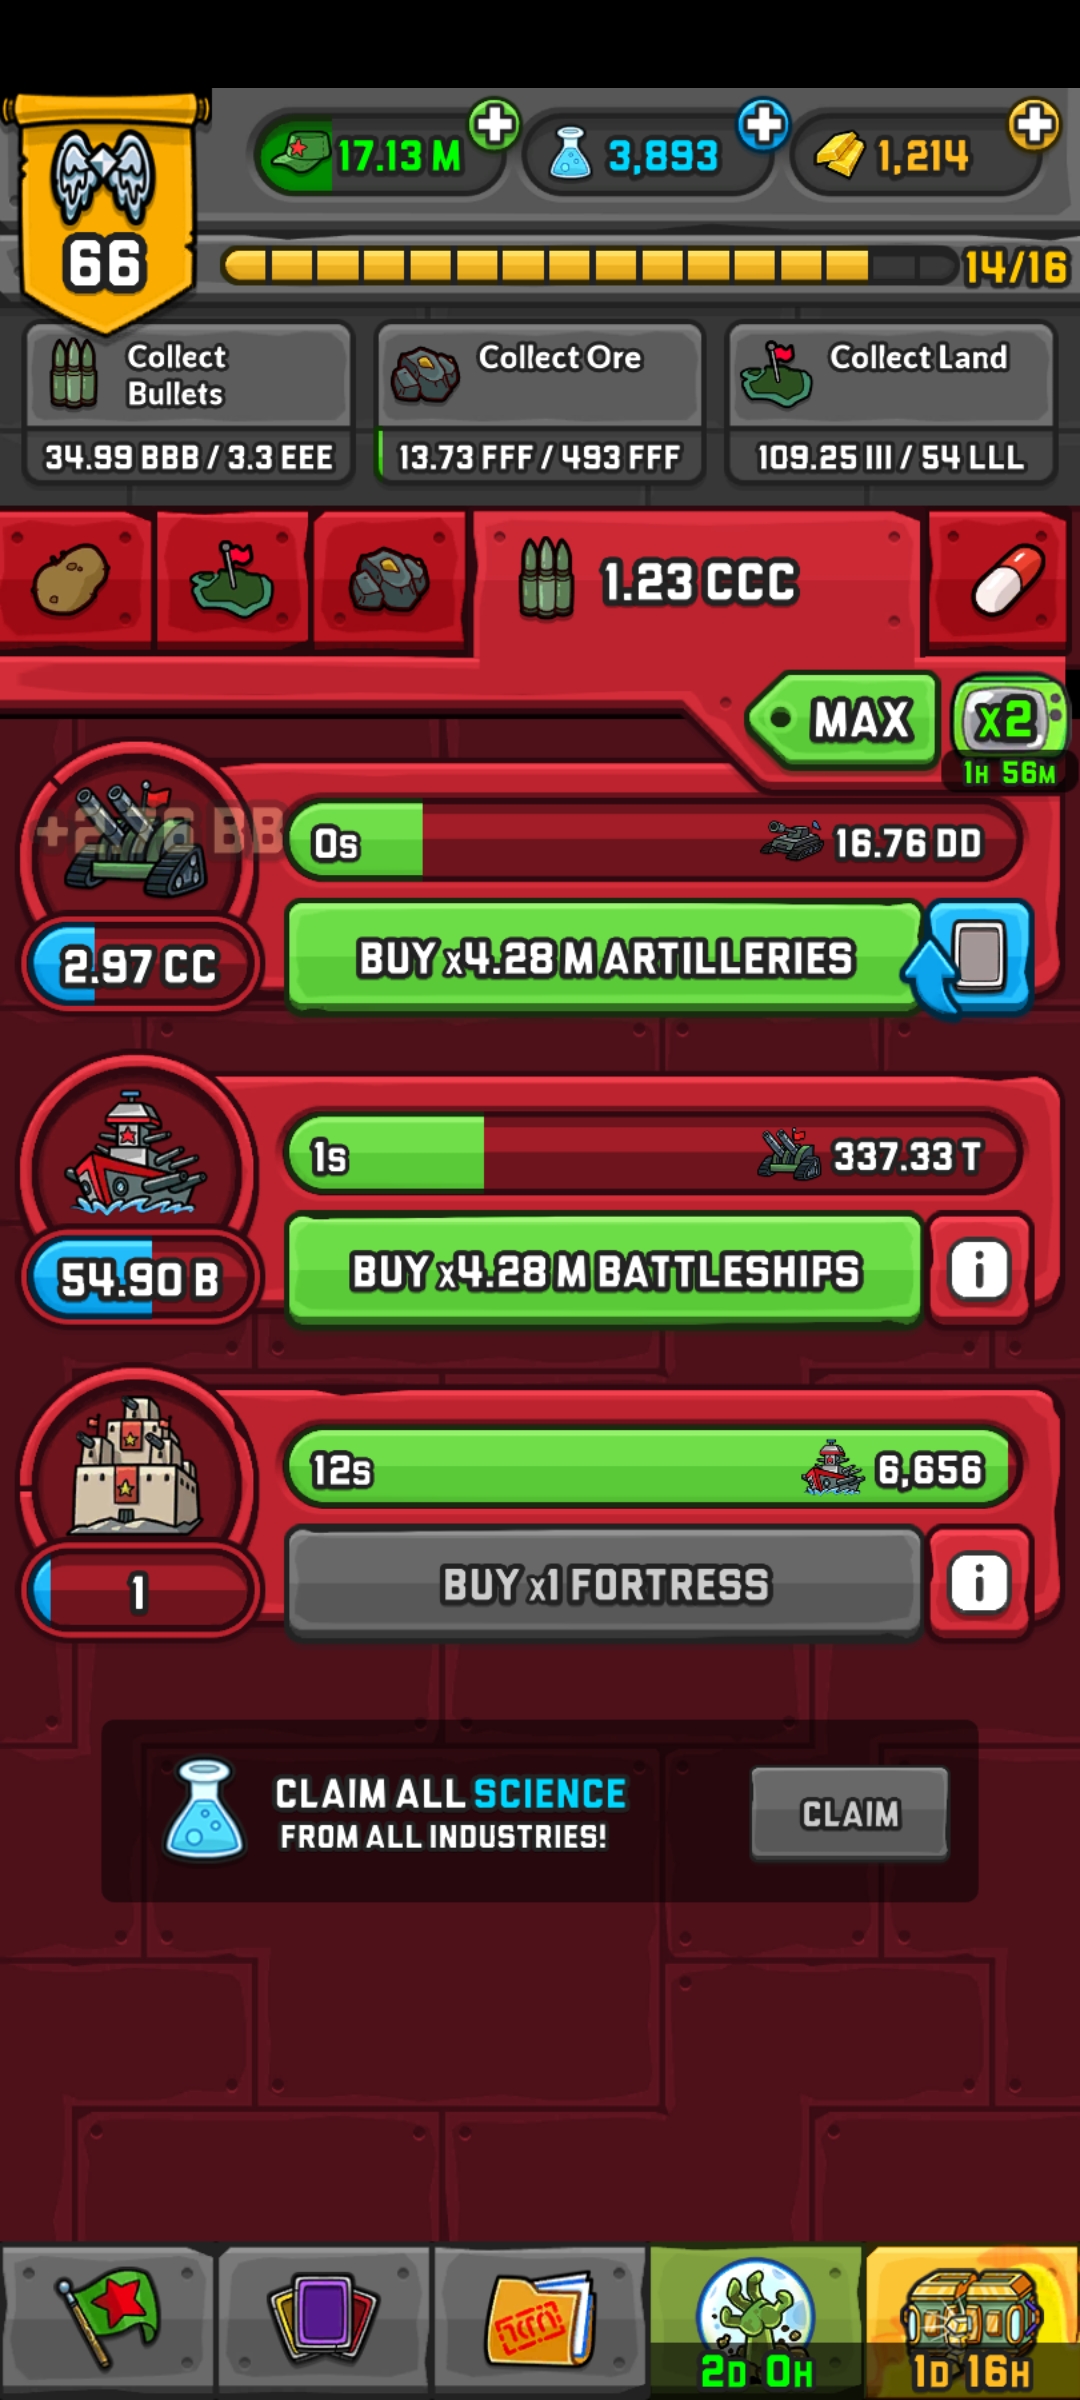 66
17.13 M
3,893
1,214
14/16
Collect
Bullets
34.99 BBB / 3.3 EEE
Collect Ore
13.73 FFF / 493 FFF
Collect Land
109.25 III / 54 LLL
1.23 CCC
MAX
x2
1H 56M
0s
16.76 DD
2.97 CC
BUY x4.28 M ARTILLERIES
1s
337.33 T
54.90 B
BUY x4.28 M BATTLESHIPS
12s
6,656
1
BUY x1 FORTRESS
CLAIM ALL SCIENCE
FROM ALL INDUSTRIES!
CLAIM
2D 0H
1D 16H